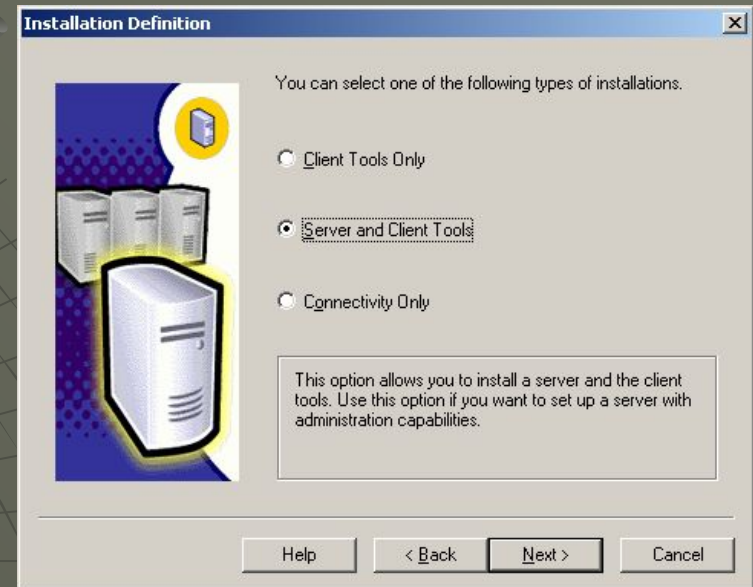 Installation Definition
You can select one of the following types of installations.
Client Tools Only
Server and Client Tools
Connectivity Only
This option allows you to install a server and the client
tools. Use this option if you want to set up a server with
administration capabilities.
Help
< Back
Next >
Cancel